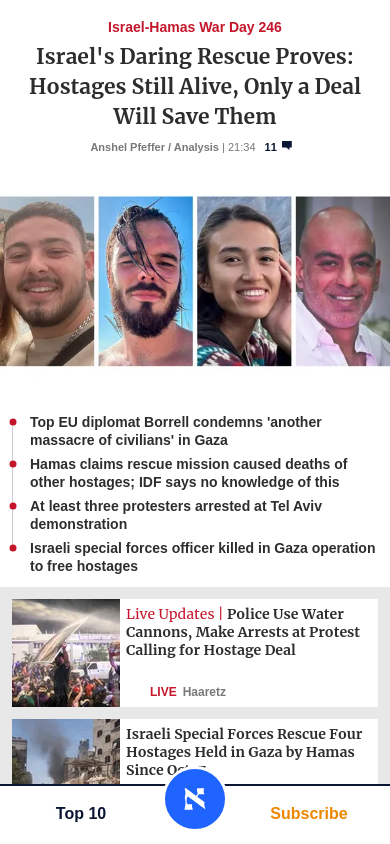 Israel-Hamas War Day 246
Israel's Daring Rescue Proves:
Hostages Still Alive, Only a Deal
Will Save Them
Anshel Pfeffer / Analysis | 21:34 11
Top EU diplomat Borrell condemns 'another
massacre of civilians' in Gaza
Hamas claims rescue mission caused deaths of
other hostages; IDF says no knowledge of this
At least three protesters arrested at Tel Aviv
demonstration
Israeli special forces officer killed in Gaza operation
to free hostages
Live Updates | Police Use Water
Cannons, Make Arrests at Protest
Calling for Hostage Deal
LIVE Haaretz
Israeli Special Forces Rescue Four
Hostages Held in Gaza by Hamas
Since
Top 10
Subscribe